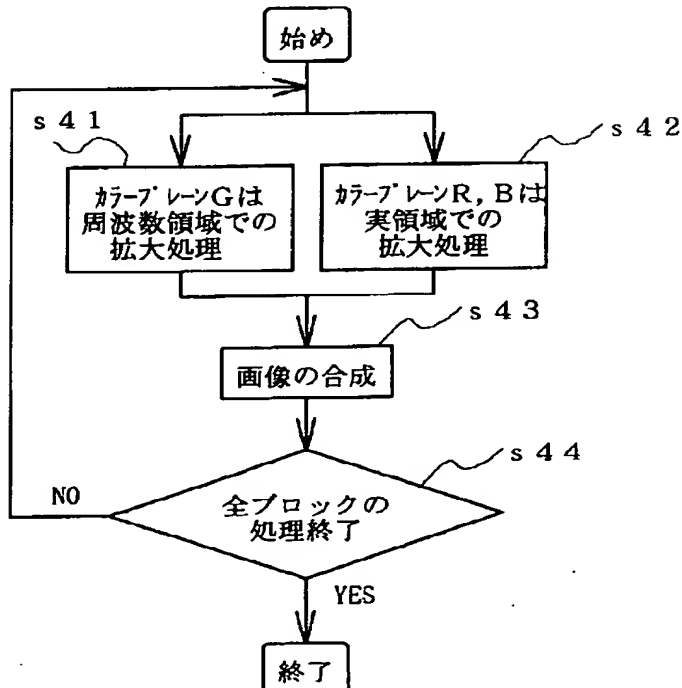 始め
s41
s42
カラープレーンGは
周波数領域での
拡大処理
カラープレーンR,Bは
実領域での
拡大処理
s43
画像の合成
s44
NO
全ブロックの
処理終了
YES
終了